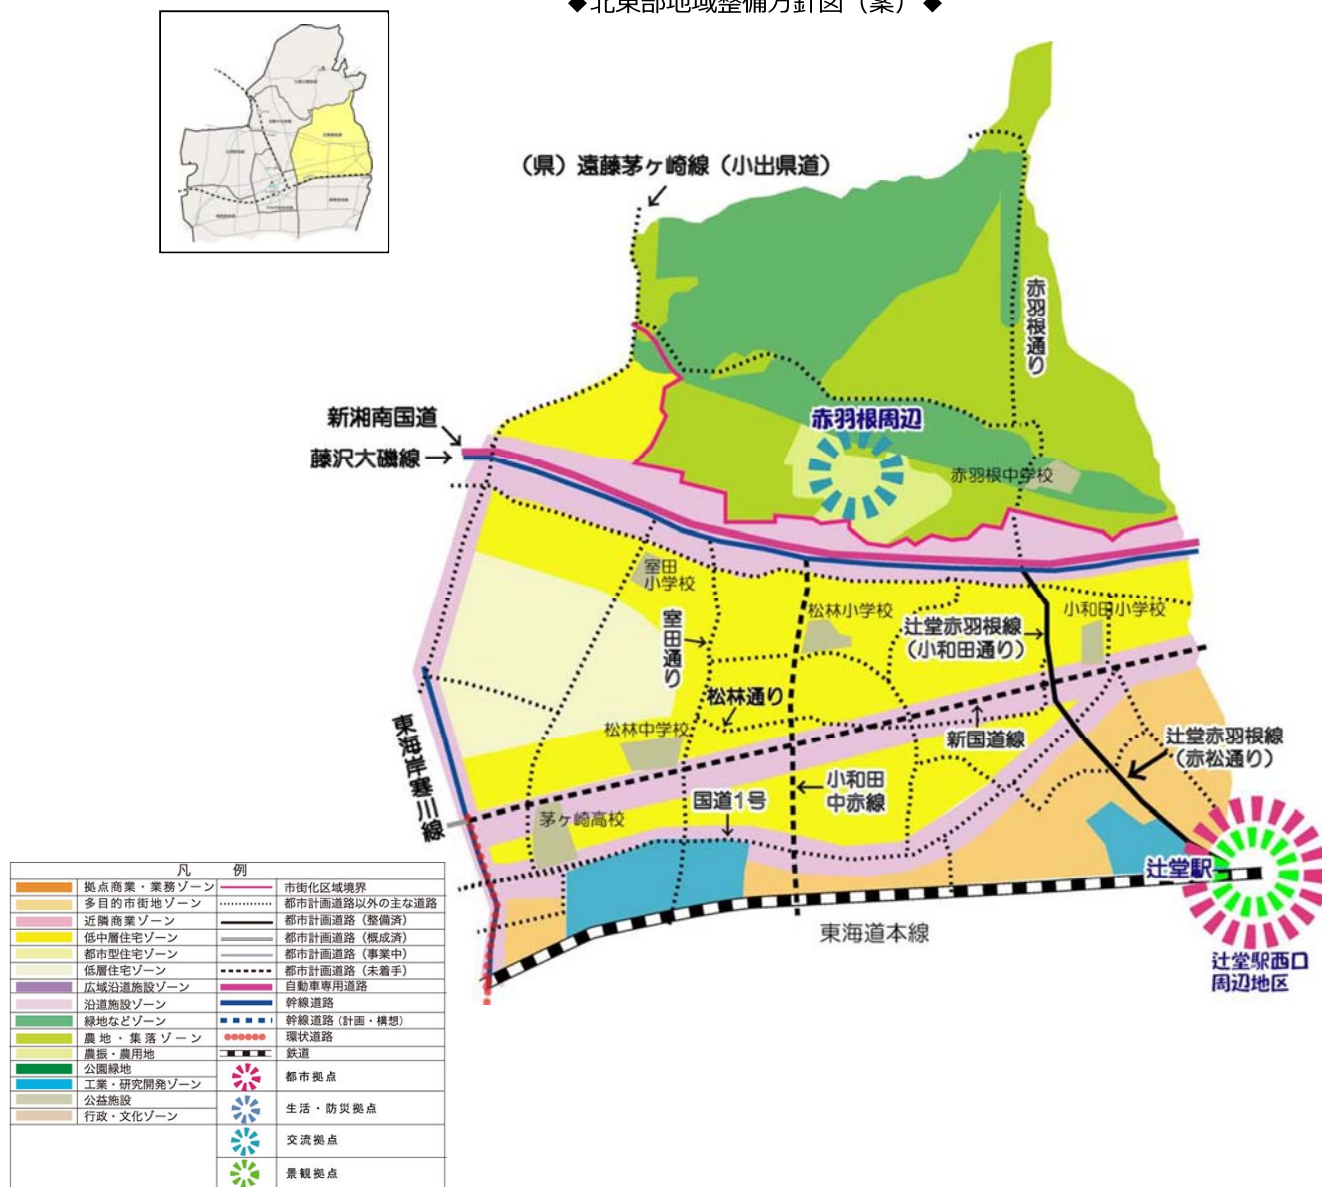 ◆北東部地域整備方針図（案）◆
（県）遠藤茅ヶ崎線（小出県道）
赤羽根通り
新湘南国道
藤沢大磯線
赤羽根周辺
赤羽根中学校
室田
小学校
松林小学校
小和田小学校
室田通り
辻堂赤羽根線
（小和田通り）
松林通り
松林中学校
新国道線
辻堂赤羽根線
（赤松通り）
東海岸寒川線
小和田
中赤線
国道1号
茅ヶ崎高校
辻堂駅
東海道本線
辻堂駅西口
周辺地区
凡 例
拠点商業・業務ゾーン
市街化区域境界
多目的市街地ゾーン
都市計画道路以外の主な道路
近隣商業ゾーン
都市計画道路（整備済）
低中層住宅ゾーン
都市計画道路（概成済）
都市型住宅ゾーン
都市計画道路（事業中）
低層住宅ゾーン
都市計画道路（未着手）
広域沿道施設ゾーン
自動車専用道路
沿道施設ゾーン
幹線道路
緑地などゾーン
幹線道路（計画・構想）
農地・集落ゾーン
環状道路
農振・農用地
鉄道
公園緑地
都市拠点
工業・研究開発ゾーン
公益施設
生活・防災拠点
行政・文化ゾーン
交流拠点
景観拠点